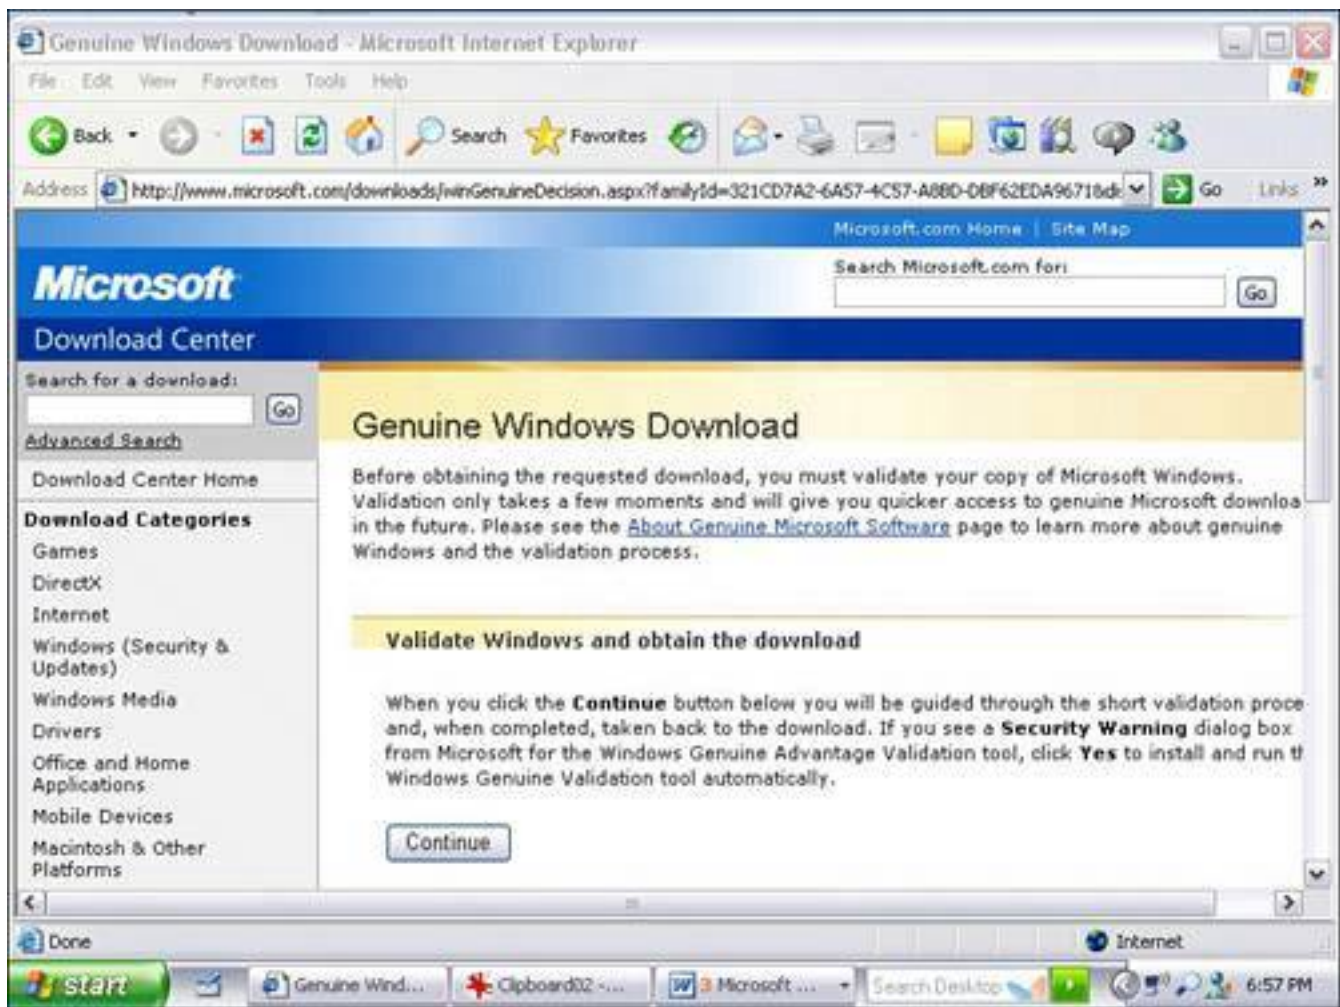 Genuine Windows Download - Microsoft Internet Explorer
File Edit View Favorites Tools Help
Back Search Favorites
Address http://www.microsoft.com/downloads/winGenuineDecision.aspx?familyId=321CD7A2-6A57-4C57-A8BD-DBF62EDA9671&di Go Links »
Microsoft.com Home | Site Map
Microsoft
Search Microsoft.com for:
Go
Download Center
Search for a download:
Go
Advanced Search
Download Center Home
Download Categories
Games
DirectX
Internet
Windows (Security &
Updates)
Windows Media
Drivers
Office and Home
Applications
Mobile Devices
Macintosh & Other
Platforms
Genuine Windows Download
Before obtaining the requested download, you must validate your copy of Microsoft Windows.
Validation only takes a few moments and will give you quicker access to genuine Microsoft downloa
in the future. Please see the About Genuine Microsoft Software page to learn more about genuine
Windows and the validation process.
Validate Windows and obtain the download
When you click the Continue button below you will be guided through the short validation proce
and, when completed, taken back to the download. If you see a Security Warning dialog box
from Microsoft for the Windows Genuine Advantage Validation tool, click Yes to install and run th
Windows Genuine Validation tool automatically.
Continue
Done Internet
start Genuine Wind... Clipboard02 -... 3 Microsoft ... Search Desktop 6:57 PM